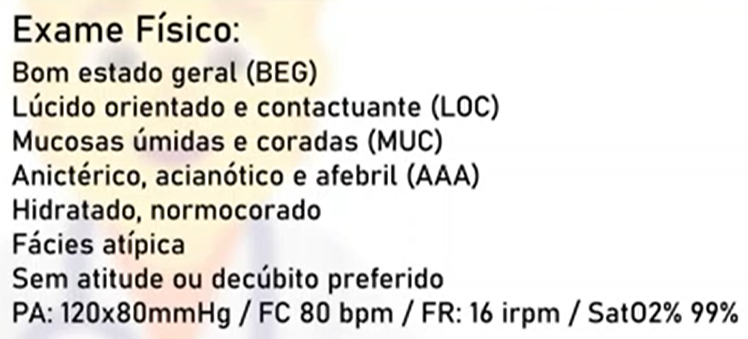 Exame Físico:
Bom estado geral (BEG)
Lúcido orientado e contactuante (LOC)
Mucosas úmidas e coradas (MUC)
Anictérico, acianótico e afebril (AAA)
Hidratado, normocorado
Fácies atípica
Sem atitude ou decúbito preferido
PA: 120x80mmHg / FC 80 bpm / FR: 16 irpm / SatO2% 99%